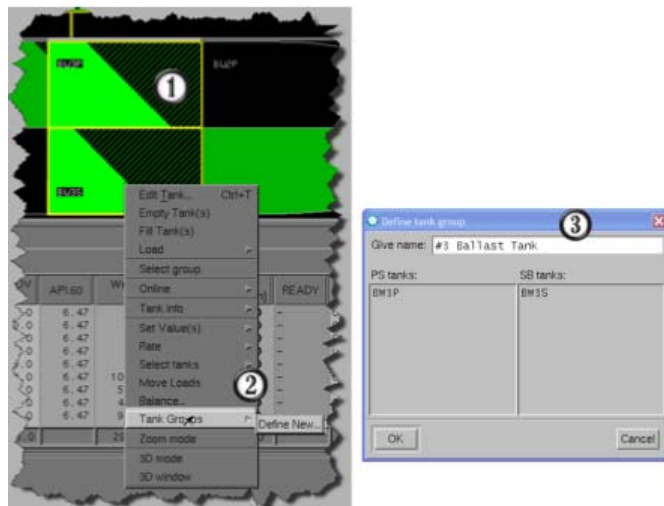 BW3P
BW2P
1
BW3S
Edit Tank... Ctrl+T
Empty Tank(s)
Fill Tank(s)
Load
Select group
Online
Tank info
Set Value(s)
Rate
Select tanks
Move Loads
Balance...
Tank Groups
Define New...
Zoom mode
3D mode
3D window
2
API.60
READY
6.47
6.47
6.47
6.47
6.47
6.47
6.47
6.47
Define tank group
3
Give name: #3 Ballast Tank
PS tanks: SB tanks:
BW3P BW3S
OK Cancel